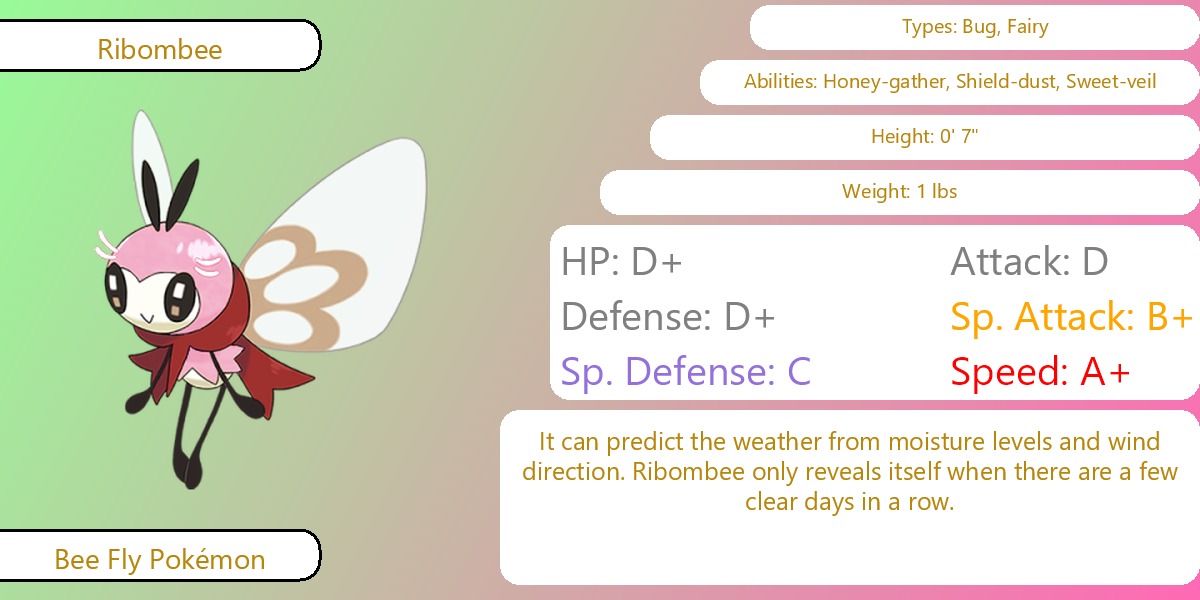 Ribombee
Types: Bug, Fairy
Abilities: Honey-gather, Shield-dust, Sweet-veil
Height: 0' 7"
Weight: 1 lbs
HP: D+
Attack: D
Defense: D+
Sp. Attack: B+
Sp. Defense: C
Speed: A+
It can predict the weather from moisture levels and wind
direction. Ribombee only reveals itself when there are a few
clear days in a row.
Bee Fly Pokémon